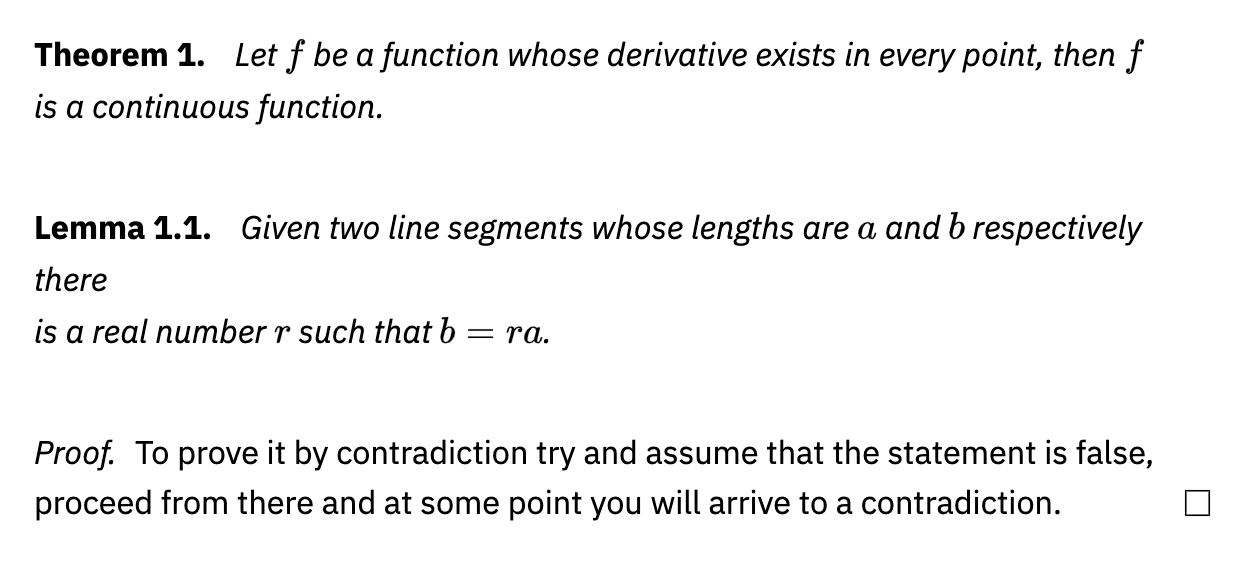 Theorem 1. Let f be a function whose derivative exists in every point, then f
is a continuous function.
Lemma 1.1. Given two line segments whose lengths are a and b respectively
there
is a real number r such that b = ra.
Proof. To prove it by contradiction try and assume that the statement is false,
proceed from there and at some point you will arrive to a contradiction. □